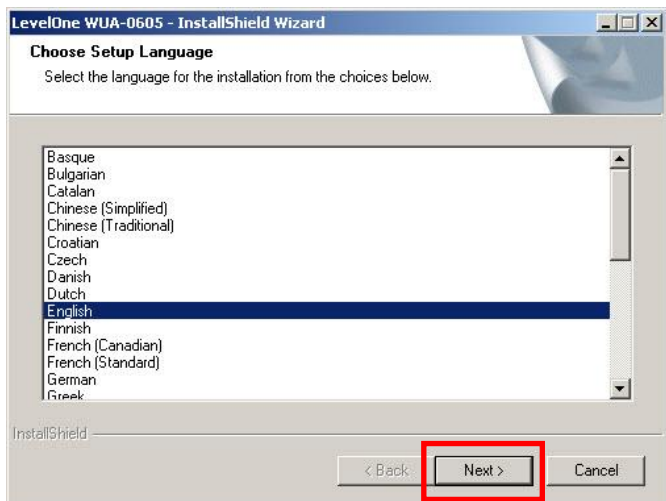 LevelOne WUA-0605 - InstallShield Wizard
Choose Setup Language
Select the language for the installation from the choices below.
Basque
Bulgarian
Catalan
Chinese (Simplified)
Chinese (Traditional)
Croatian
Czech
Danish
Dutch
English
Finnish
French (Canadian)
French (Standard)
German
Greek
InstallShield
< Back Next > Cancel